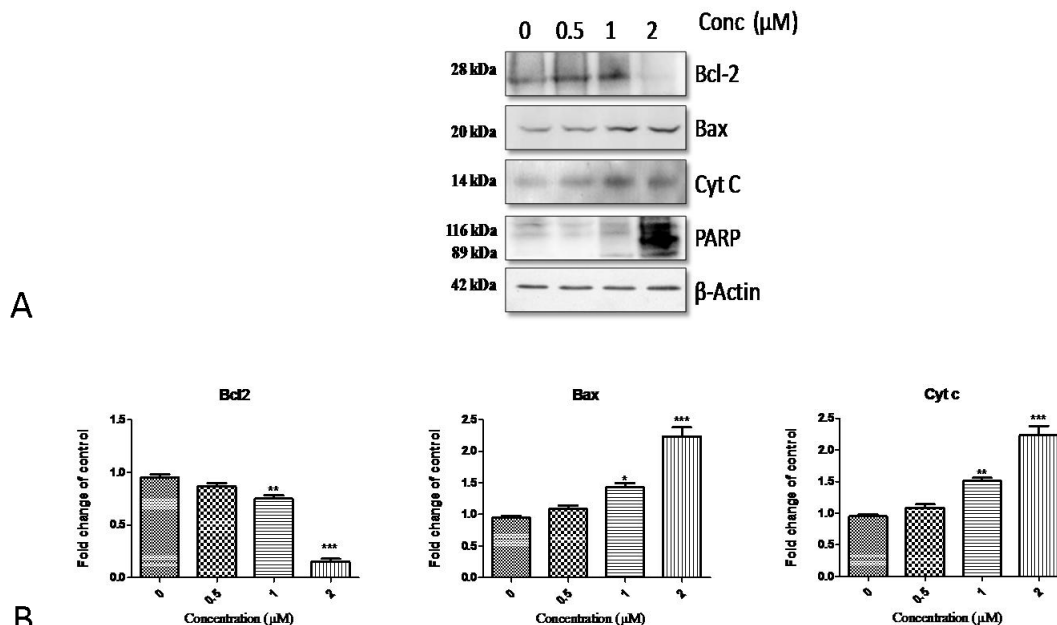 0 0.5 1 2 Conc (µM)
28 kDa Bcl-2
20 kDa Bax
14 kDa Cyt C
116 kDa PARP
89 kDa
42 kDa β-Actin
A
Bcl2
Fold change of control
1.5
1.0
0.5
0.0
**
***
0 0.5 1 2
Concentration (µM)
Bax
Fold change of control
2.5
2.0
1.5
1.0
0.5
0.0
*
***
0 0.5 1 2
Concentration (µM)
Cyt c
Fold change of control
2.5
2.0
1.5
1.0
0.5
0.0
**
***
0 0.5 1 2
Concentration (µM)
B